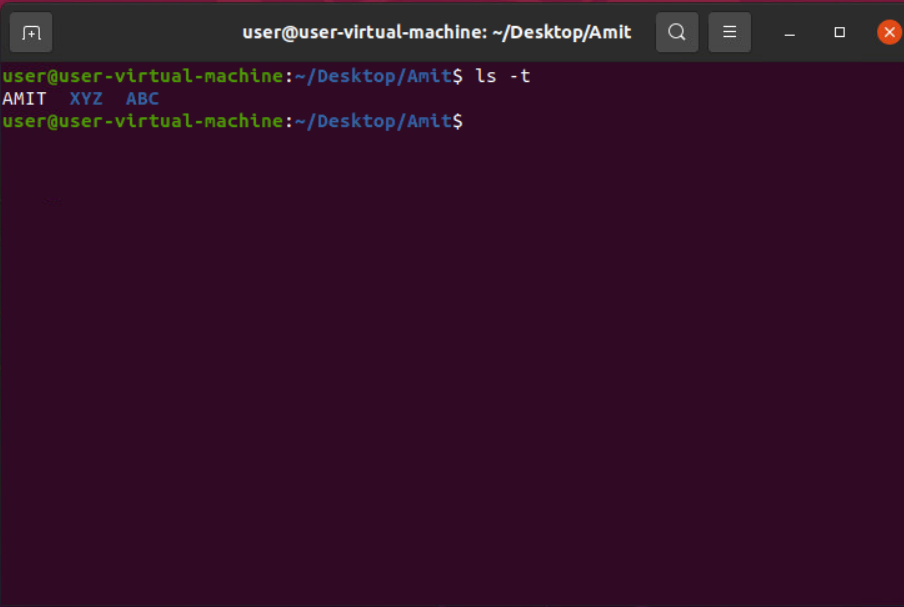 user@user-virtual-machine: ~/Desktop/Amit
user@user-virtual-machine:~/Desktop/Amit$ ls -t
AMIT  XYZ  ABC
user@user-virtual-machine:~/Desktop/Amit$